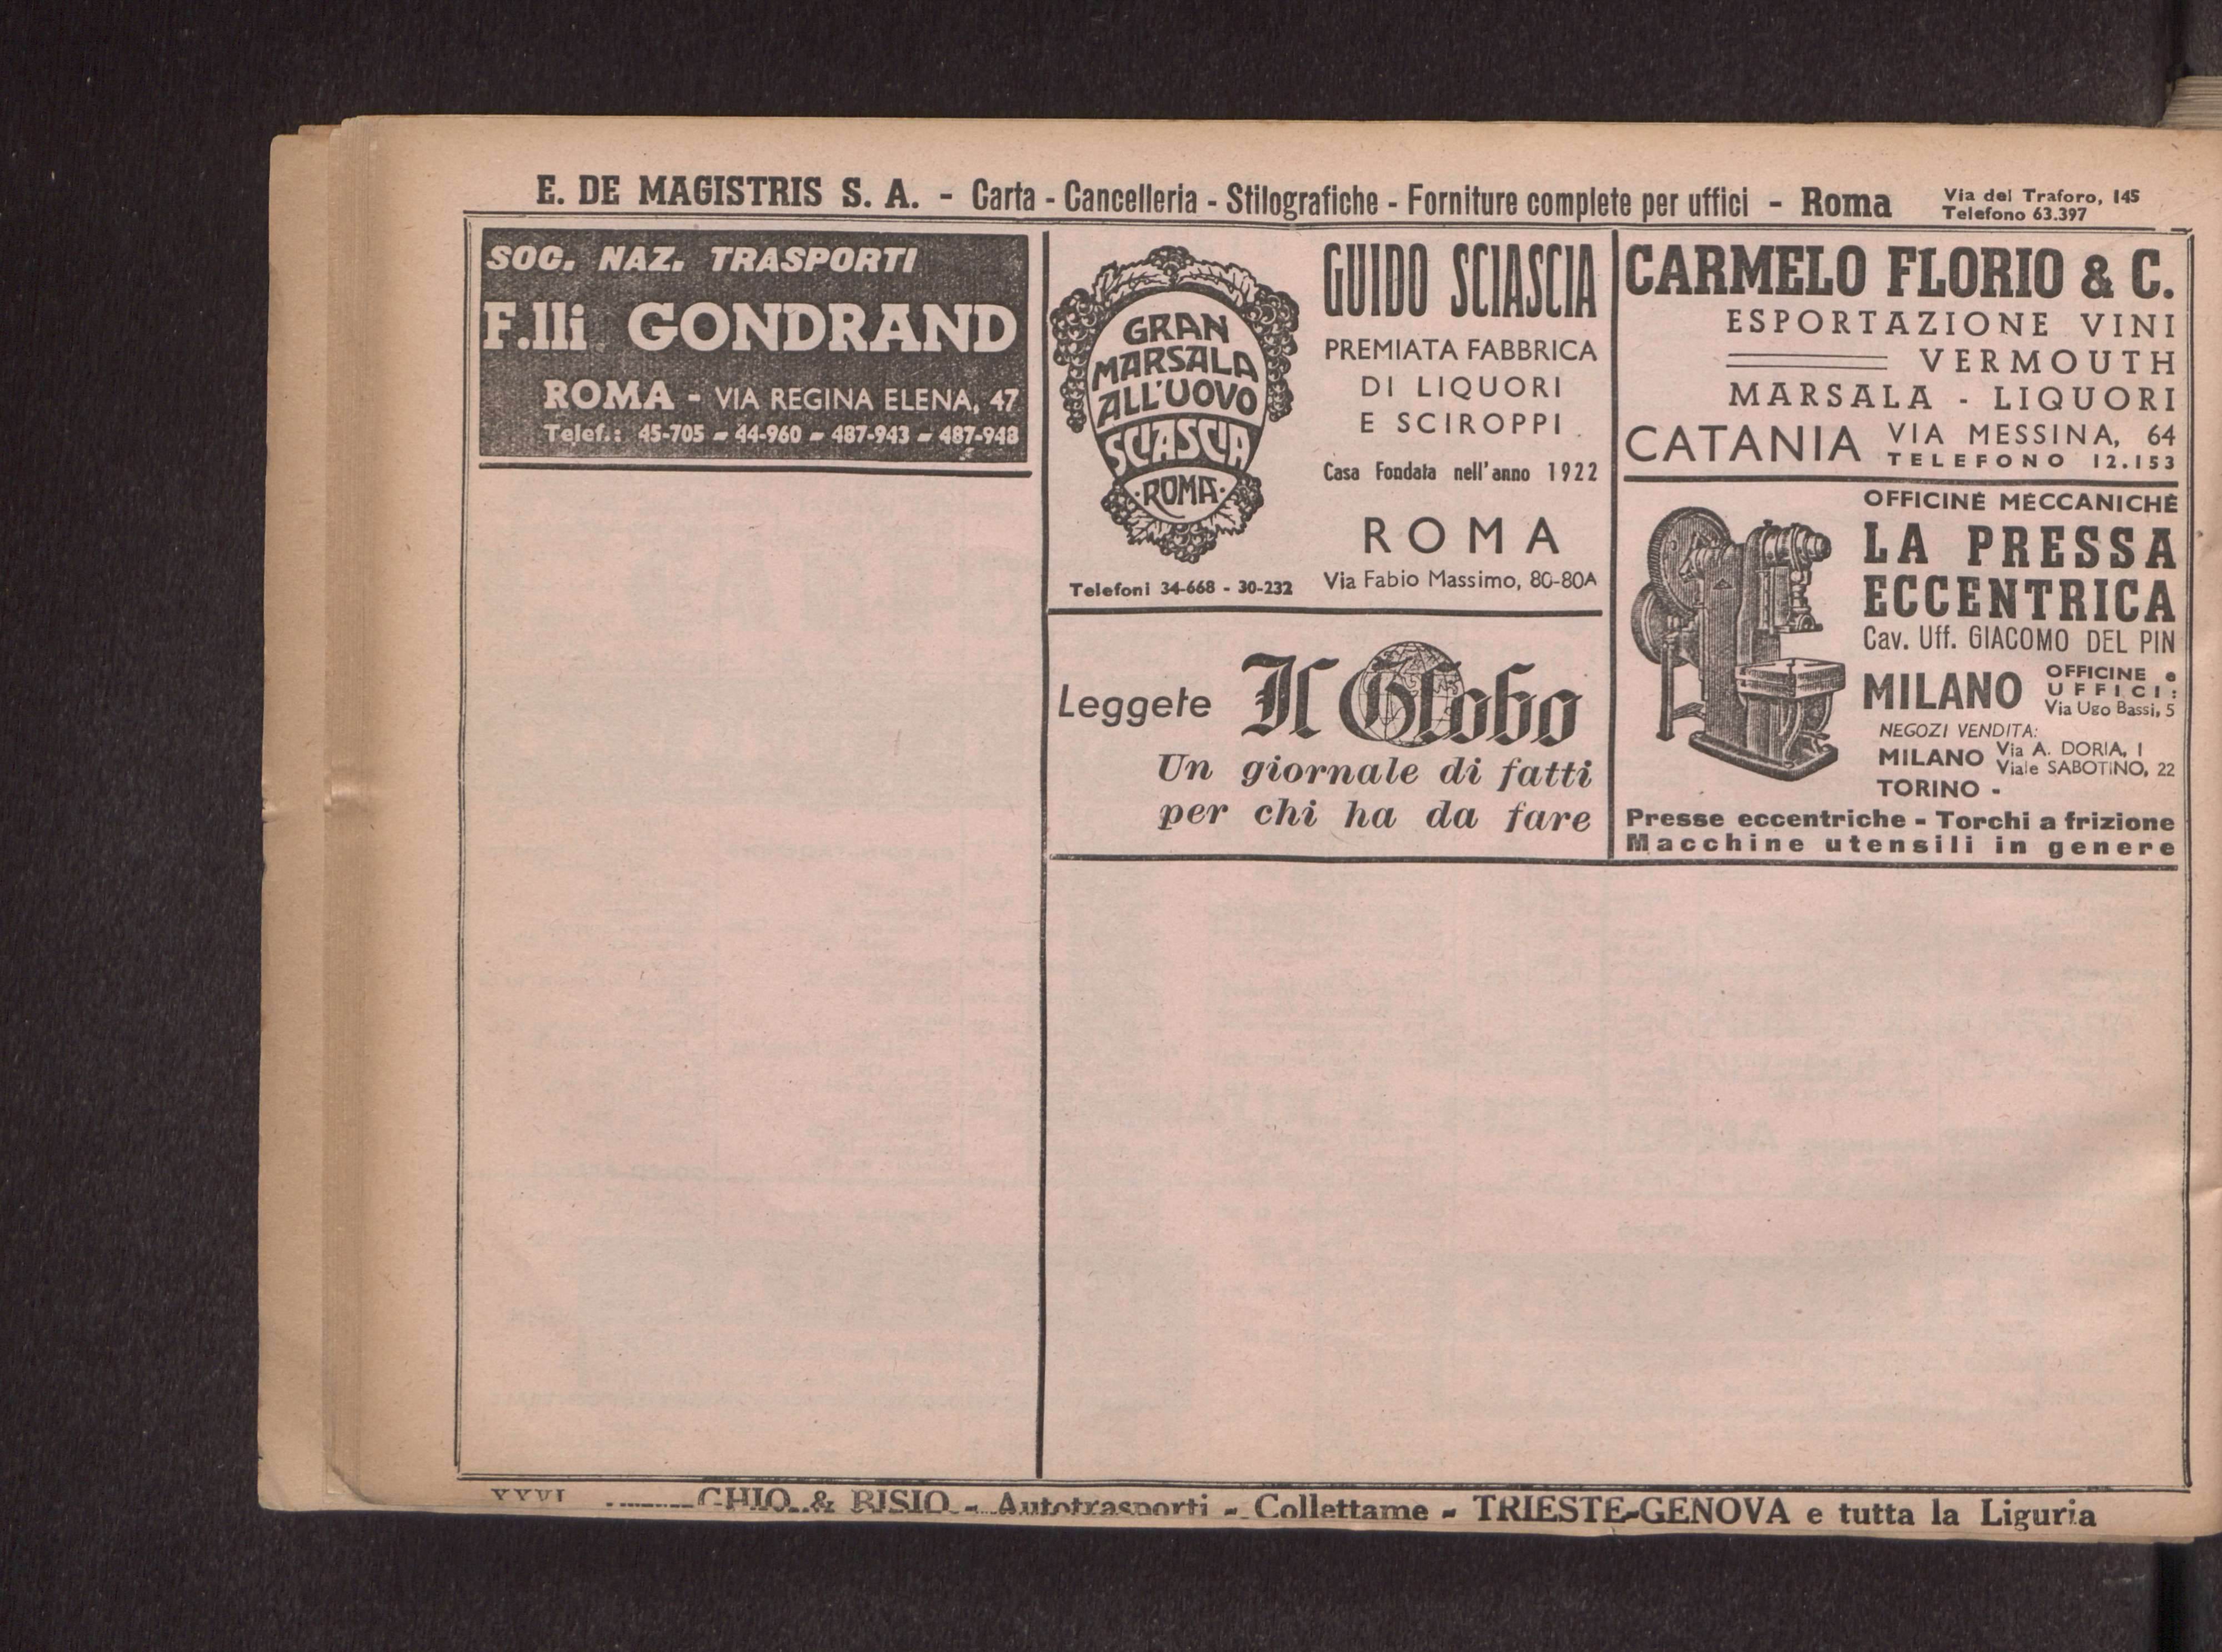 E. DE MAGISTRIS S. A. - Carta - Cancelleria - Stilografiche - Forniture complete per uffici - Roma
Via del Traforo, 145
Telefono 63.397
SOC. NAZ. TRASPORTI
F.lli GONDRAND
ROMA - VIA REGINA ELENA, 47
Telef.: 45-705 - 44-960 - 487-943 - 487-948
GRAN
MARSALA
ALL'UOVO
SCIASCIA
·ROMA·
Telefoni 34-668 - 30-232
GUIDO SCIASCIA
PREMIATA FABBRICA
DI LIQUORI
E SCIROPPI
Casa Fondata nell'anno 1922
ROMA
Via Fabio Massimo, 80-80A
Leggete Il Globo
Un giornale di fatti
per chi ha da fare
CARMELO FLORIO & C.
ESPORTAZIONE VINI
VERMOUTH
MARSALA - LIQUORI
CATANIA VIA MESSINA, 64
TELEFONO 12.153
OFFICINE MECCANICHE
LA PRESSA
ECCENTRICA
Cav. Uff. GIACOMO DEL PIN
MILANO
OFFICINE e
UFFICI:
Via Ugo Bassi, 5
NEGOZI VENDITA:
MILANO Via A. DORIA, 1
Viale SABOTINO, 22
TORINO -
Presse eccentriche - Torchi a frizione
Macchine utensili in genere
XXVI GHIO & BISIO - Autotrasporti - Collettame - TRIESTE-GENOVA e tutta la Liguria